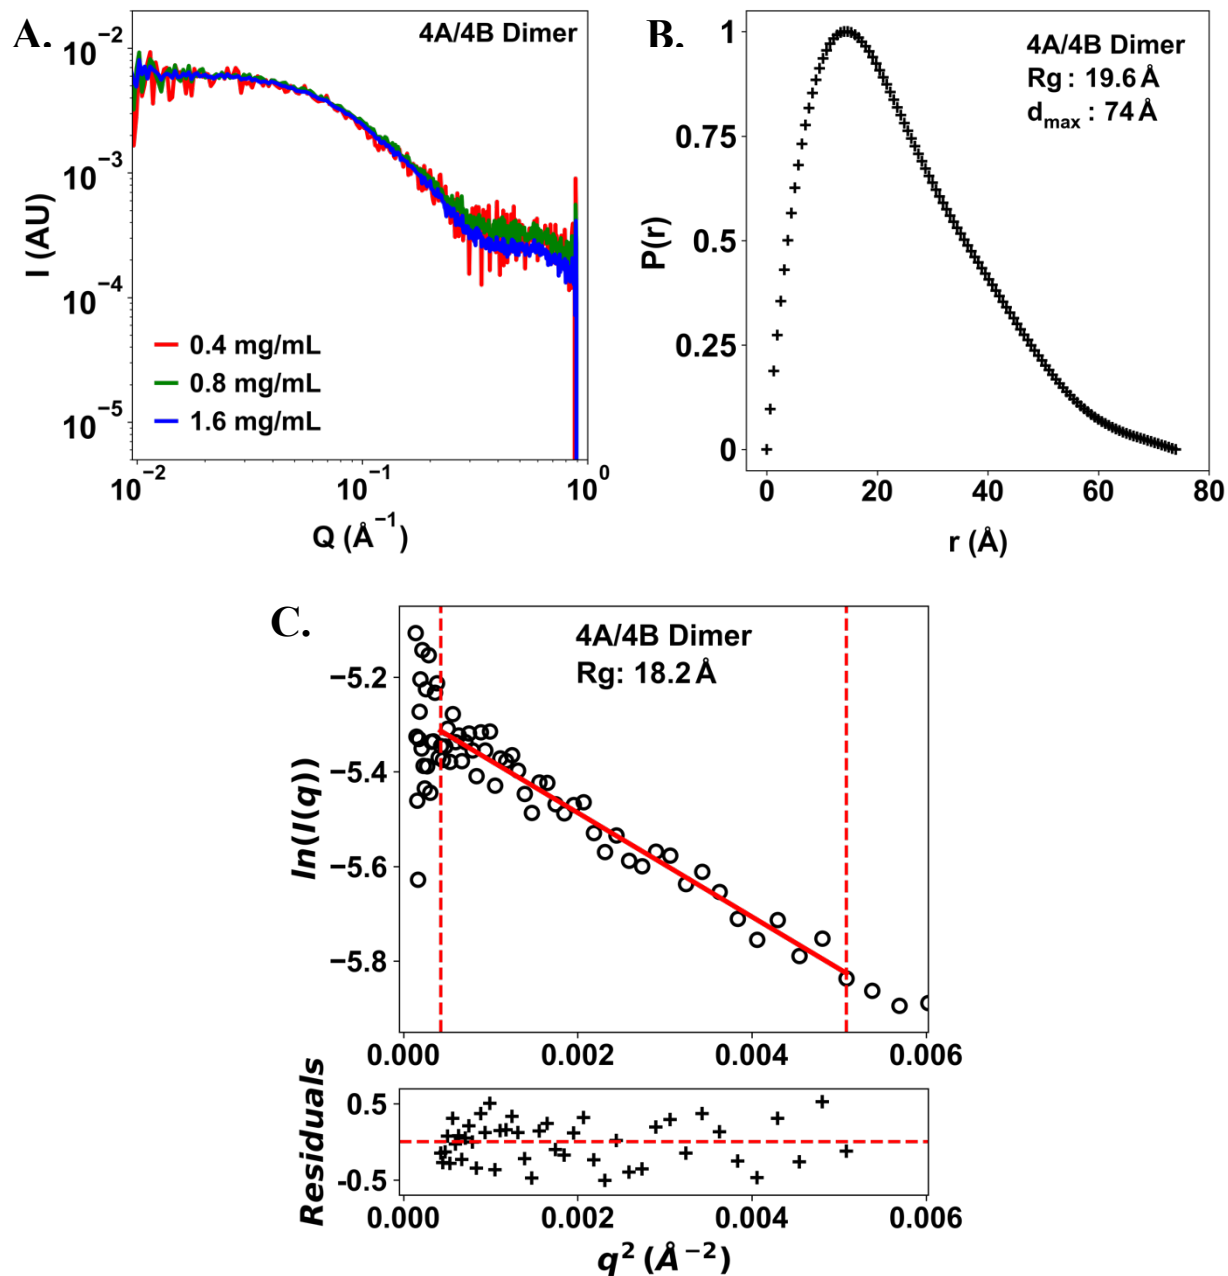 A.
4A/4B Dimer
10⁻²
10⁻³
10⁻⁴
10⁻⁵
I (AU)
0.4 mg/mL
0.8 mg/mL
1.6 mg/mL
10⁻² 10⁻¹ 10⁰
Q (Å⁻¹)
B.
4A/4B Dimer
Rg: 19.6 Å
dₘₐₓ : 74 Å
1
0.75
0.5
0.25
0
P(r)
0 20 40 60 80
r (Å)
C.
4A/4B Dimer
Rg: 18.2 Å
−5.2
−5.4
−5.6
−5.8
ln(I(q))
0.000 0.002 0.004 0.006
0.5
-0.5
Residuals
0.000 0.002 0.004 0.006
q² (Å⁻²)